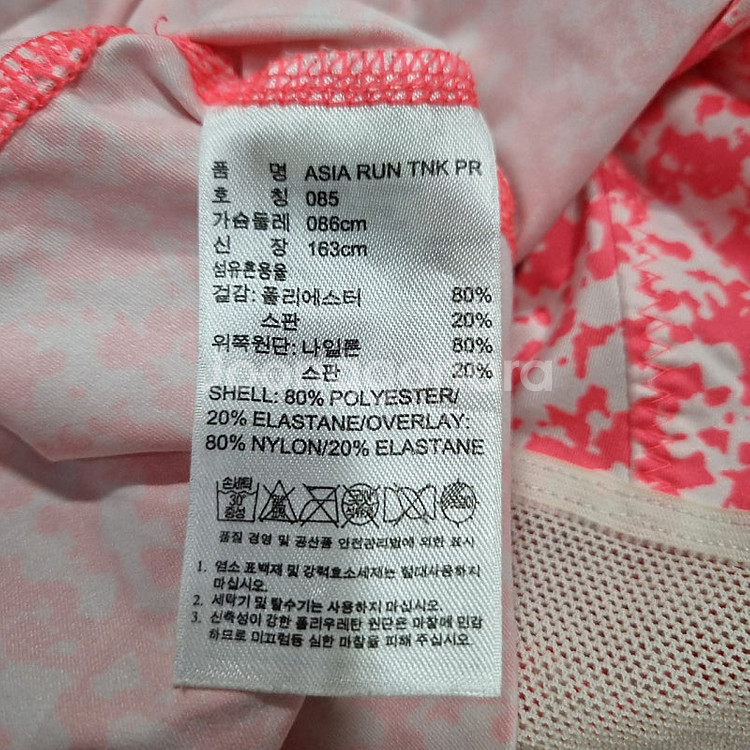 품 명 ASIA RUN TNK PR
호 칭 085
가슴둘레 086cm
신 장 163cm
섬유혼용율
겉감: 폴리에스터 80%
스판 20%
위쪽원단: 나일론 80%
스판 20%
SHELL: 80% POLYESTER/
20% ELASTANE/OVERLAY:
80% NYLON/20% ELASTANE
손세탁
30°
중성
품질 경영 및 공산품 안전관리법에 의한 표시
1. 염소 표백제 및 강력효소세제는 절대사용하지
마십시오.
2. 세탁기 및 탈수기는 사용하지 마십시오.
3. 신축성이 강한 폴리우레탄 원단은 마찰에 민감
하므로 미끄럼등 심한 마찰을 피해 주십시오.